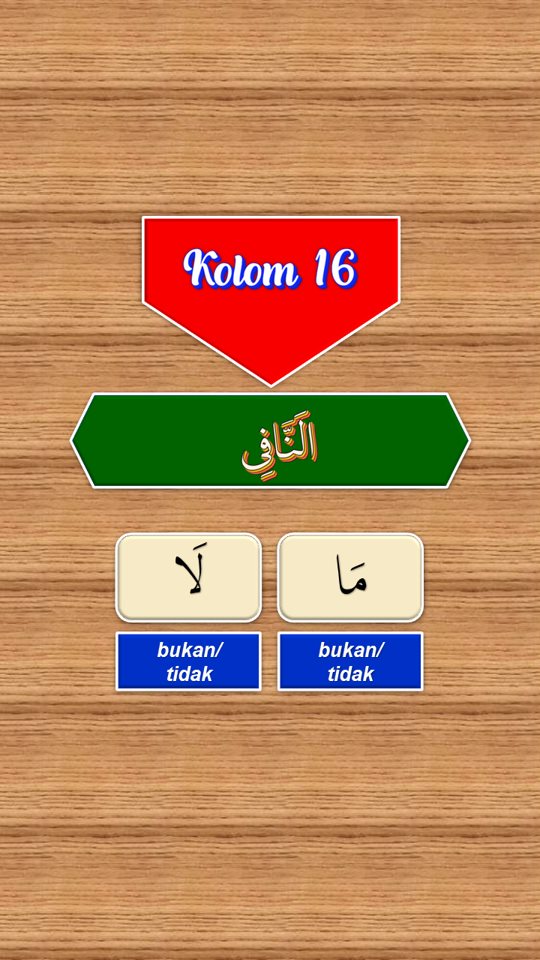 Kolom 16
اَلنَّافِي
مَا
لَا
bukan/
tidak
bukan/
tidak